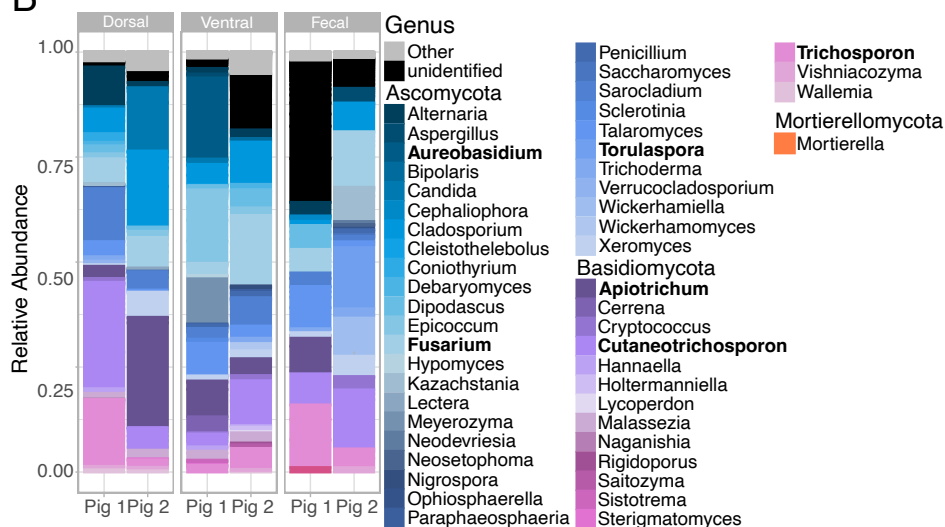 B
Dorsal
Ventral
Fecal
Relative Abundance
1.00
0.75
0.50
0.25
0.00
Pig 1
Pig 2
Pig 1
Pig 2
Pig 1
Pig 2
Genus
Other
unidentified
Ascomycota
Alternaria
Aspergillus
Aureobasidium
Bipolaris
Candida
Cephaliophora
Cladosporium
Cleistothelebolus
Coniothyrium
Debaryomyces
Dipodascus
Epicoccum
Fusarium
Hypomyces
Kazachstania
Lectera
Meyerozyma
Neodevriesia
Neosetophoma
Nigrospora
Ophiosphaerella
Paraphaeosphaeria
Penicillium
Saccharomyces
Sarocladium
Sclerotinia
Talaromyces
Torulaspora
Trichoderma
Verrucocladosporium
Wickerhamiella
Wickerhamomyces
Xeromyces
Basidiomycota
Apiotrichum
Cerrena
Cryptococcus
Cutaneotrichosporon
Hannaella
Holtermanniella
Lycoperdon
Malassezia
Naganishia
Rigidoporus
Saitozyma
Sistotrema
Sterigmatomyces
Trichosporon
Vishniacozyma
Wallemia
Mortierellomycota
Mortierella